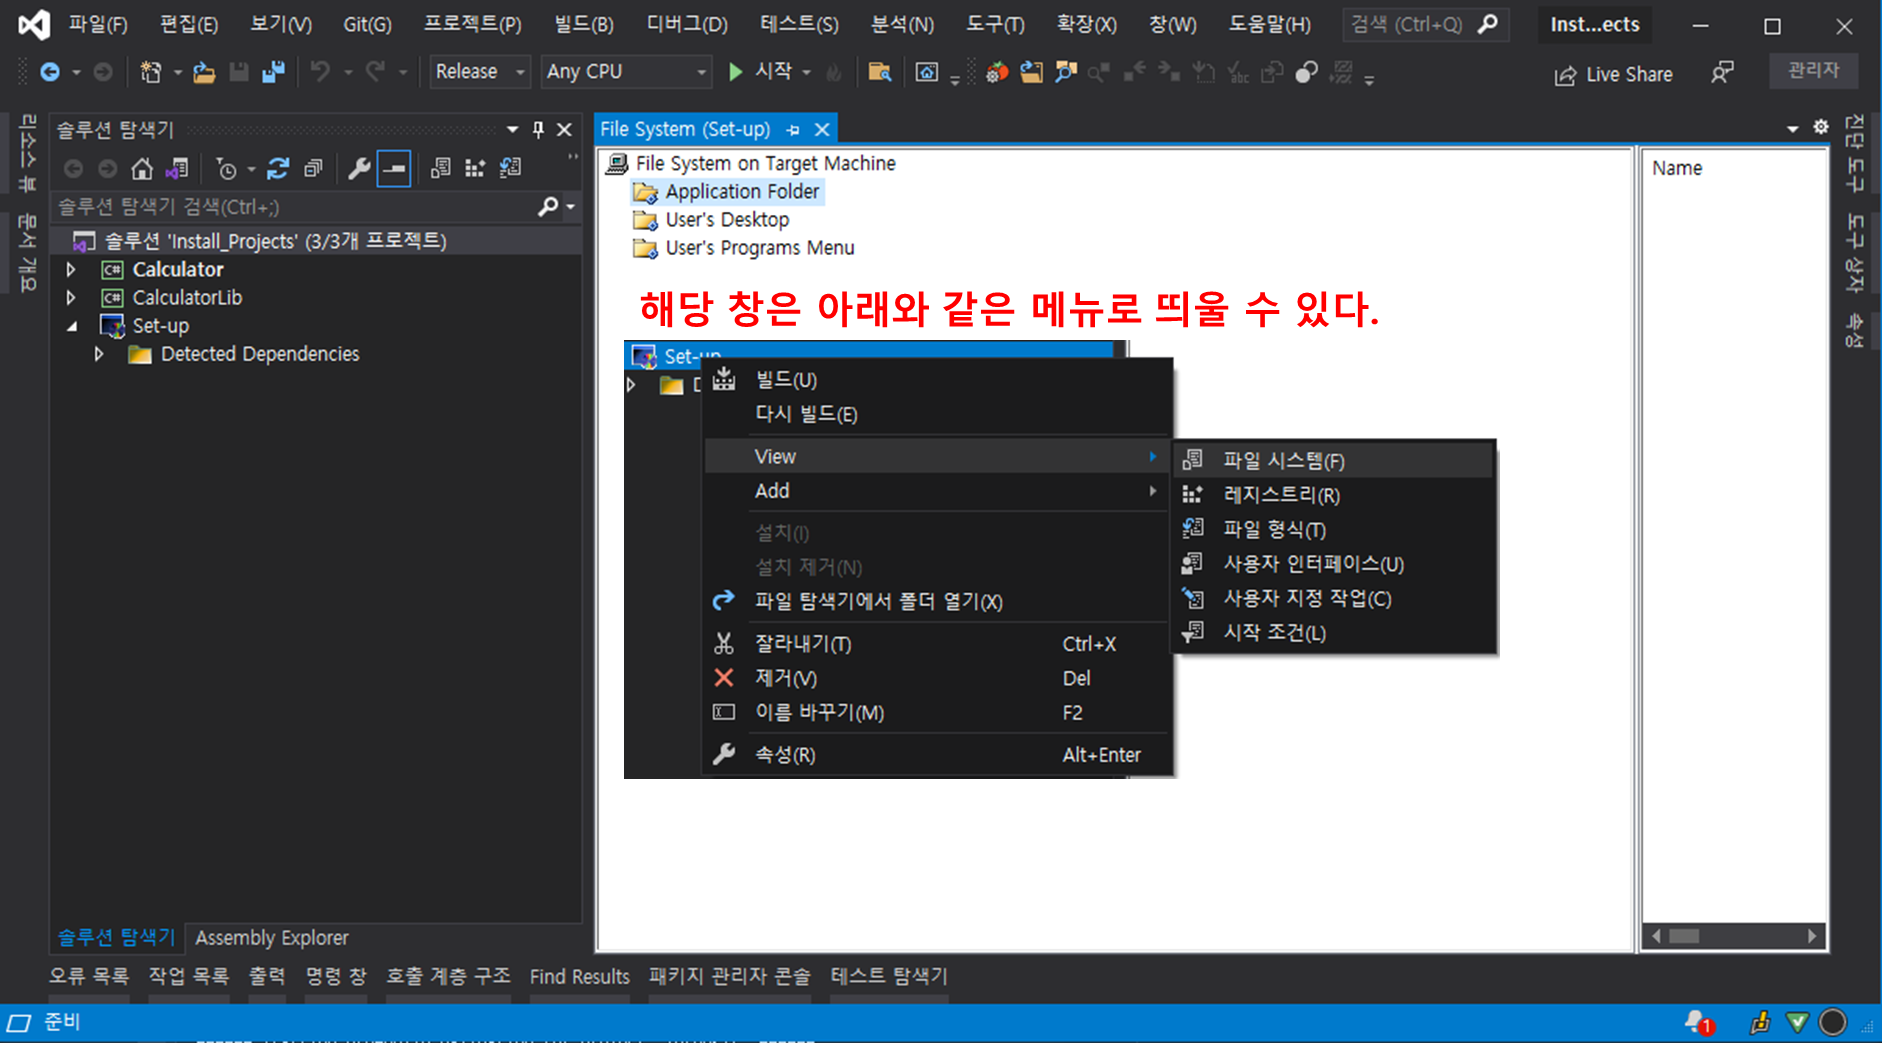 파일(F) 편집(E) 보기(V) Git(G) 프로젝트(P) 빌드(B) 디버그(D) 테스트(S) 분석(N) 도구(T) 확장(X) 창(W) 도움말(H) 검색 (Ctrl+Q) Inst...ects
Release Any CPU 시작 Live Share 관리자
리소스 뷰
문서 개요
솔루션 탐색기
솔루션 탐색기 검색(Ctrl+;)
솔루션 'Install_Projects' (3/3개 프로젝트)
C# Calculator
C# CalculatorLib
Set-up
Detected Dependencies
솔루션 탐색기 Assembly Explorer
File System (Set-up)
File System on Target Machine
Application Folder
User's Desktop
User's Programs Menu
해당 창은 아래와 같은 메뉴로 띄울 수 있다.
Set-up
빌드(U)
다시 빌드(E)
View
Add
설치(I)
설치 제거(N)
파일 탐색기에서 폴더 열기(X)
잘라내기(T) Ctrl+X
제거(V) Del
이름 바꾸기(M) F2
속성(R) Alt+Enter
파일 시스템(F)
레지스트리(R)
파일 형식(T)
사용자 인터페이스(U)
사용자 지정 작업(C)
시작 조건(L)
Name
진단 도구
도구 상자
속성
오류 목록 작업 목록 출력 명령 창 호출 계층 구조 Find Results 패키지 관리자 콘솔 테스트 탐색기
준비 1